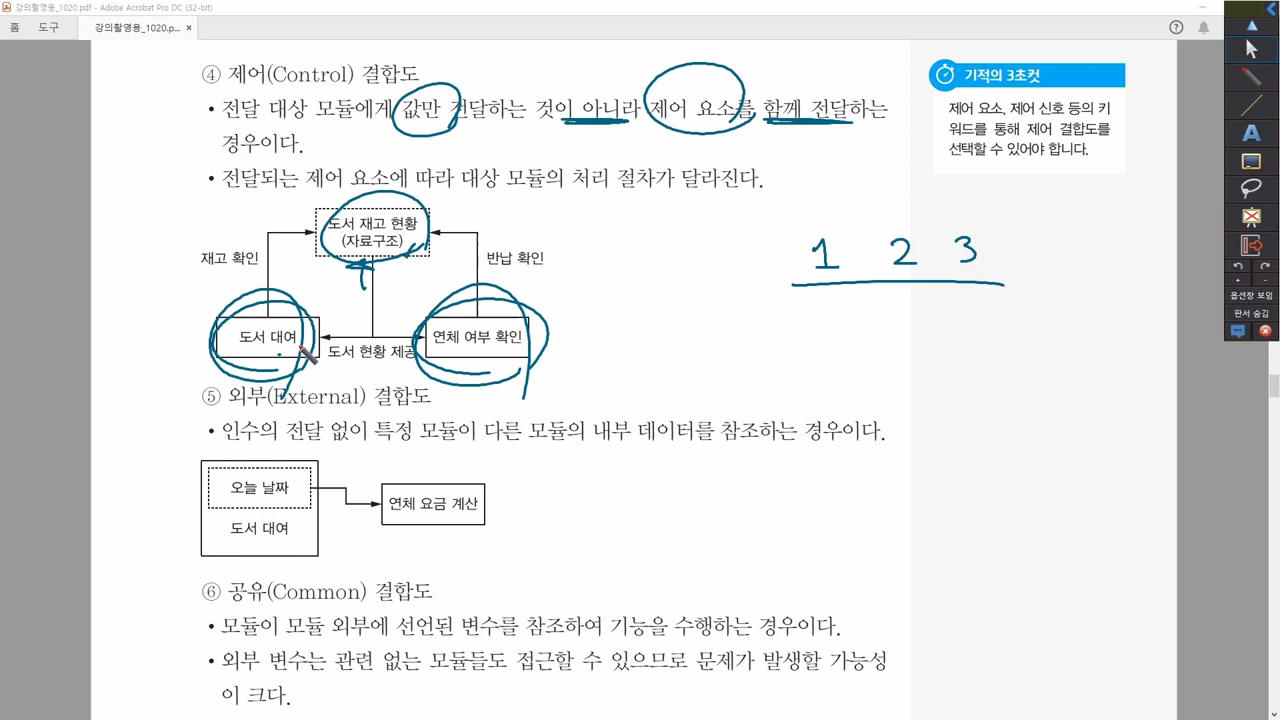 강의촬영용_1020.pdf - Adobe Acrobat Pro DC (32-bit)
홈 도구 강의촬영용_1020.p... ×
④ 제어(Control) 결합도
• 전달 대상 모듈에게 값만 전달하는 것이 아니라 제어 요소를 함께 전달하는
경우이다.
• 전달되는 제어 요소에 따라 대상 모듈의 처리 절차가 달라진다.
기적의 3초컷
제어 요소, 제어 신호 등의 키
워드를 통해 제어 결합도를
선택할 수 있어야 합니다.
도서 재고 현황
(자료구조)
재고 확인
반납 확인
1 2 3
도서 대여
연체 여부 확인
도서 현황 제공
⑤ 외부(External) 결합도
• 인수의 전달 없이 특정 모듈이 다른 모듈의 내부 데이터를 참조하는 경우이다.
오늘 날짜
연체 요금 계산
도서 대여
⑥ 공유(Common) 결합도
• 모듈이 모듈 외부에 선언된 변수를 참조하여 기능을 수행하는 경우이다.
• 외부 변수는 관련 없는 모듈들도 접근할 수 있으므로 문제가 발생할 가능성
이 크다.
옵션장 보임
판서 숨김